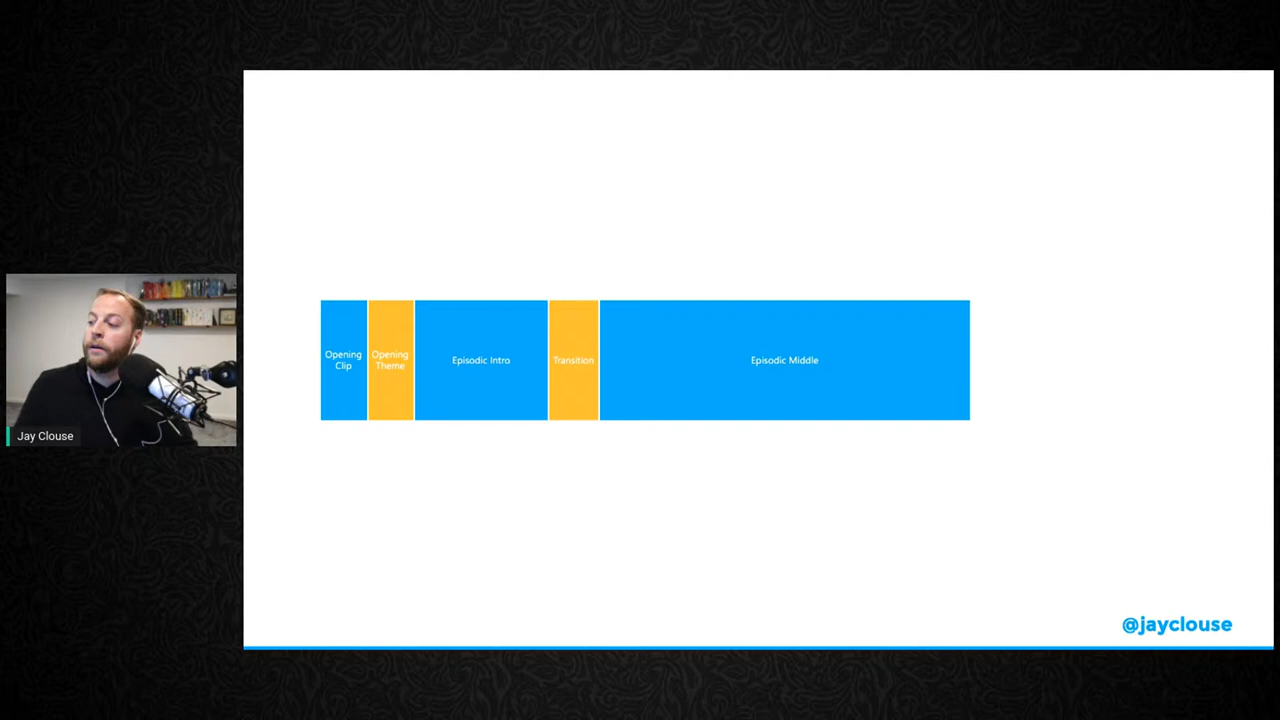 Opening
Clip
Opening
Theme
Episodic Intro
Transition
Episodic Middle
Jay Clouse
@jayclouse